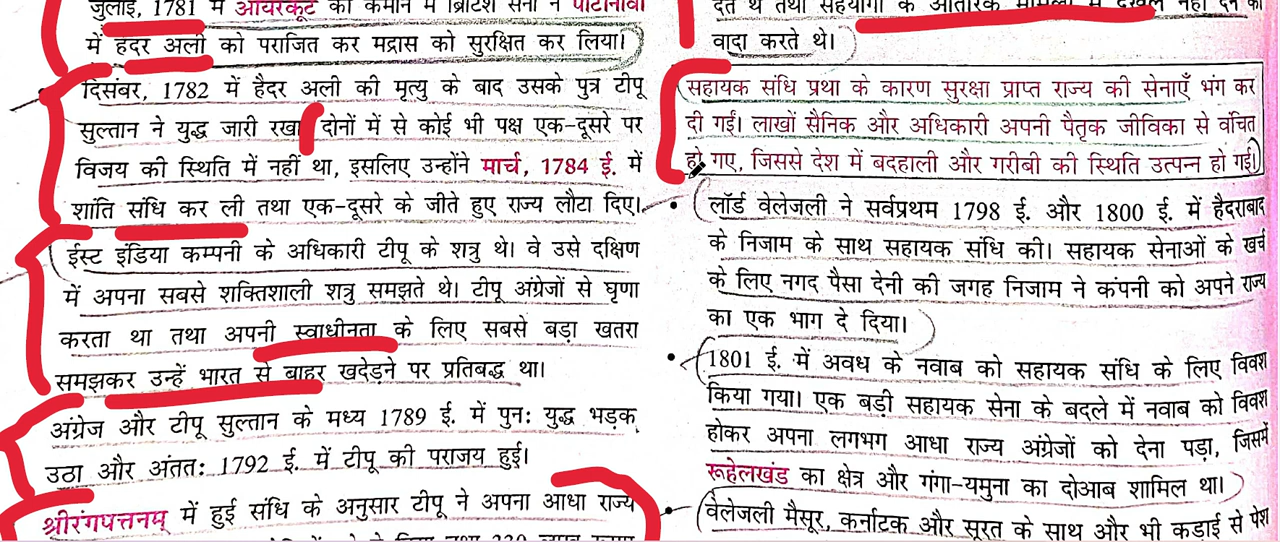 जुलाई, 1781 में आयरकूट की कमान में ब्रिटिश सेना ने पोर्टोनोवा
में हैदर अली को पराजित कर मद्रास को सुरक्षित कर लिया।
दिसंबर, 1782 में हैदर अली की मृत्यु के बाद उसके पुत्र टीपू
सुल्तान ने युद्ध जारी रखा दोनों में से कोई भी पक्ष एक-दूसरे पर
विजय की स्थिति में नहीं था, इसलिए उन्होंने मार्च, 1784 ई. में
शांति संधि कर ली तथा एक-दूसरे के जीते हुए राज्य लौटा दिए।
ईस्ट इंडिया कम्पनी के अधिकारी टीपू के शत्रु थे। वे उसे दक्षिण
में अपना सबसे शक्तिशाली शत्रु समझते थे। टीपू अंग्रेजों से घृणा
करता था तथा अपनी स्वाधीनता के लिए सबसे बड़ा खतरा
समझकर उन्हें भारत से बाहर खदेड़ने पर प्रतिबद्ध था।
अंग्रेज और टीपू सुल्तान के मध्य 1789 ई. में पुन: युद्ध भड़क
उठा और अंतत: 1792 ई. में टीपू की पराजय हुई।
श्रीरंगपत्तनम् में हुई संधि के अनुसार टीपू ने अपना आधा राज्य
देते थे तथा सहयोगी के आंतरिक मामलों में दखल नहीं देने का
वादा करते थे।
सहायक संधि प्रथा के कारण सुरक्षा प्राप्त राज्य की सेनाएँ भंग कर
दी गईं। लाखों सैनिक और अधिकारी अपनी पैतृक जीविका से वंचित
हो गए, जिससे देश में बदहाली और गरीबी की स्थिति उत्पन्न हो गई।
• लॉर्ड वेलेजली ने सर्वप्रथम 1798 ई. और 1800 ई. में हैदराबाद
के निजाम के साथ सहायक संधि की। सहायक सेनाओं के खर्च
के लिए नगद पैसा देनी की जगह निजाम ने कंपनी को अपने राज्य
का एक भाग दे दिया।
• 1801 ई. में अवध के नवाब को सहायक संधि के लिए विवश
किया गया। एक बड़ी सहायक सेना के बदले में नवाब को विवश
होकर अपना लगभग आधा राज्य अंग्रेजों को देना पड़ा, जिसमें
रूहेलखंड का क्षेत्र और गंगा-यमुना का दोआब शामिल था।
• वेलेजली मैसूर, कर्नाटक और सूरत के साथ और भी कड़ाई से पेश